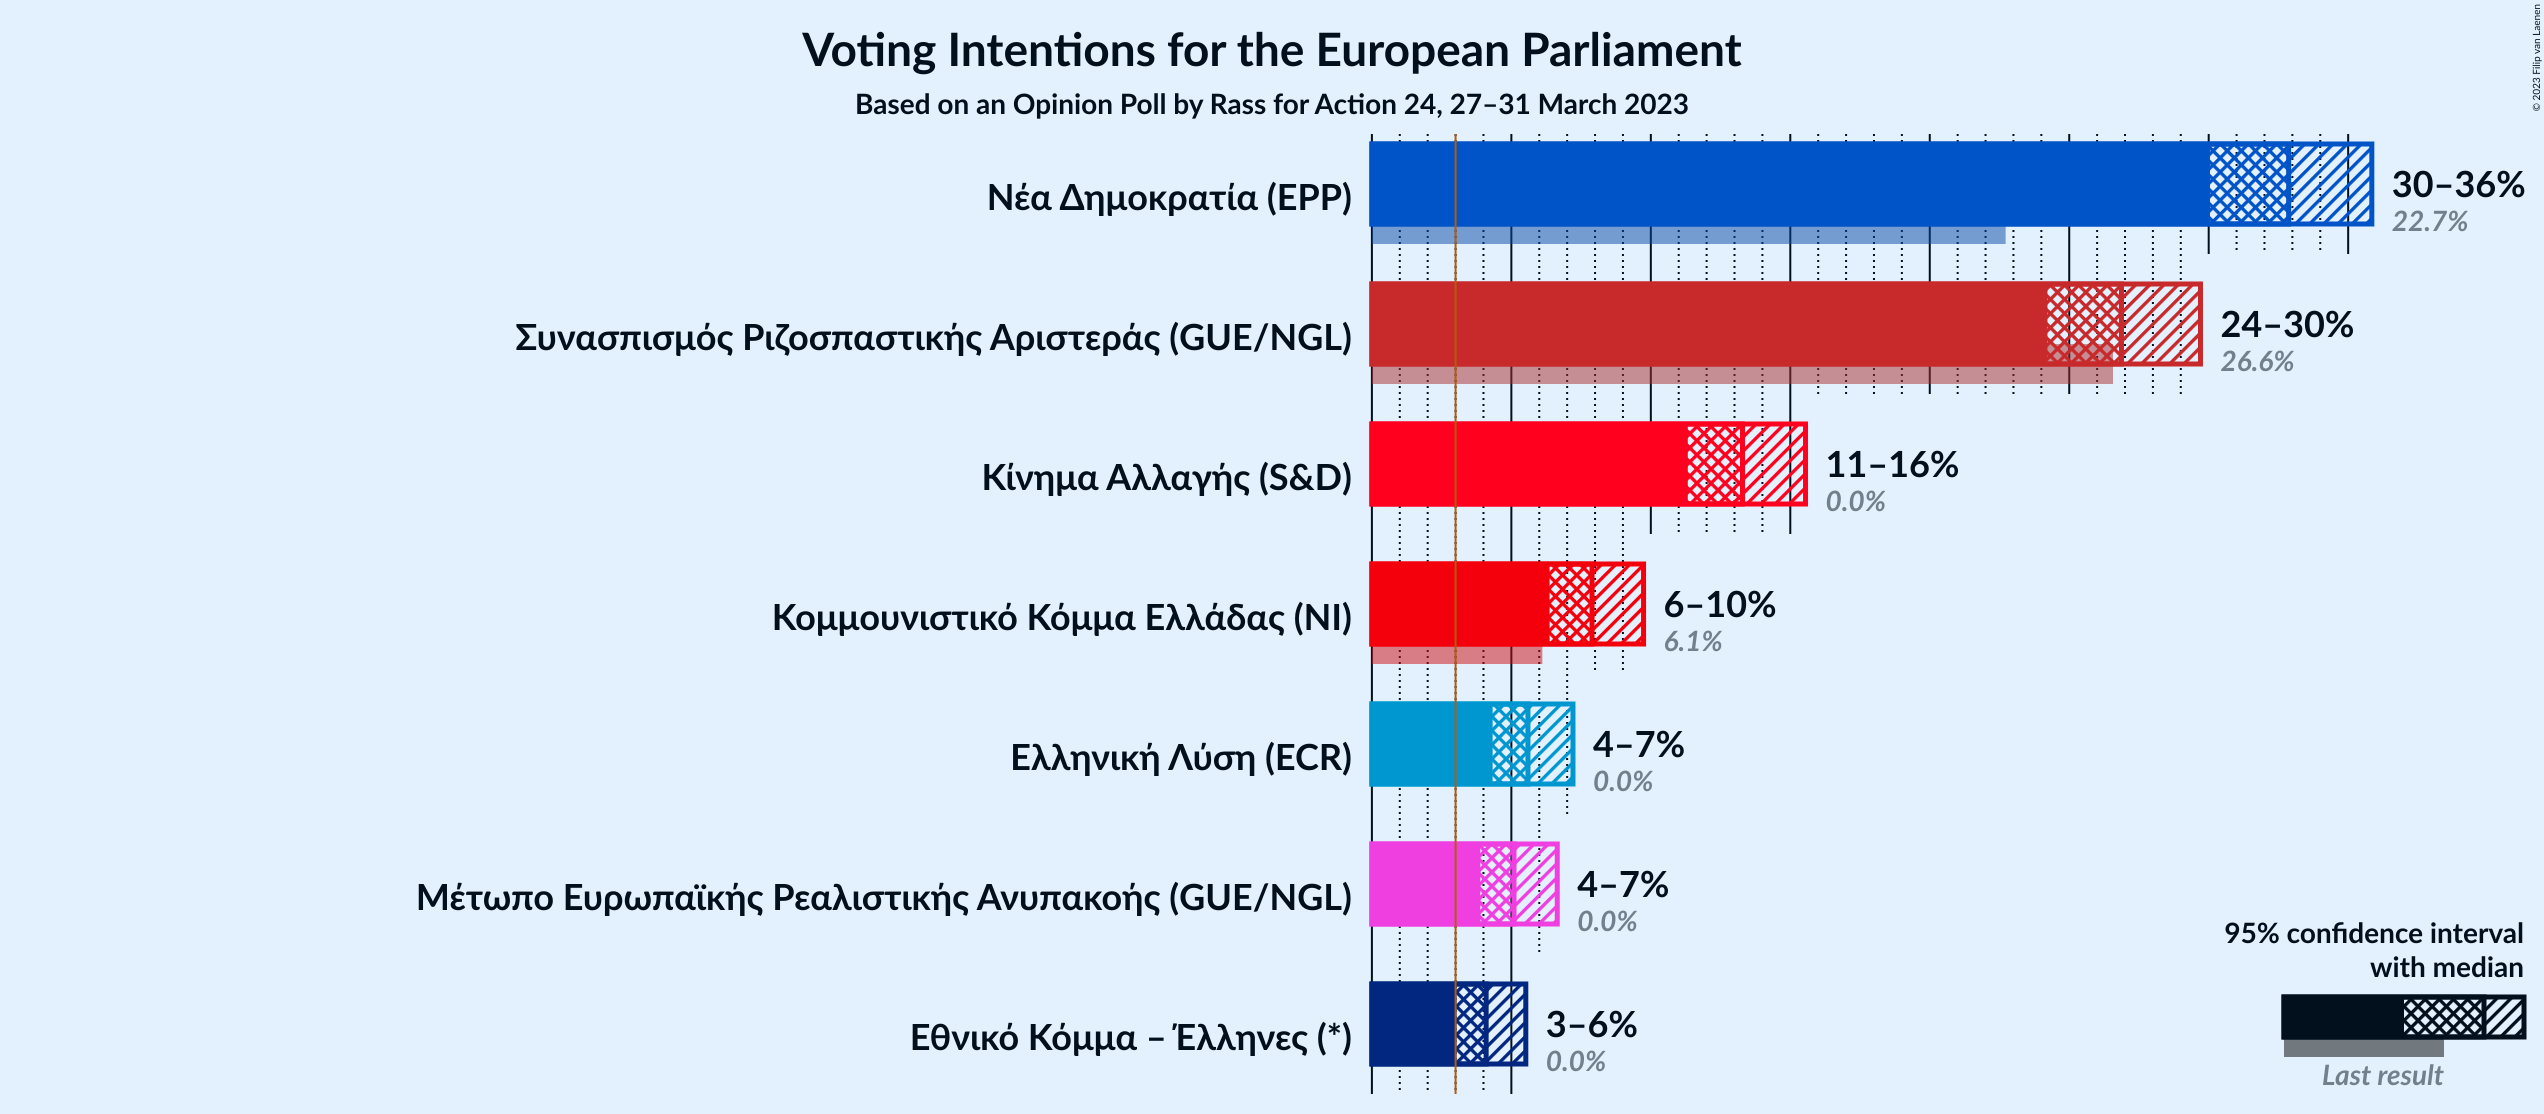 Voting Intentions for the European Parliament
Based on an Opinion Poll by Rass for Action 24, 27–31 March 2023
© 2023 Filip van Laenen
Νέα Δημοκρατία (EPP)
30–36%
22.7%
Συνασπισμός Ριζοσπαστικής Αριστεράς (GUE/NGL)
24–30%
26.6%
Κίνημα Αλλαγής (S&D)
11–16%
0.0%
Κομμουνιστικό Κόμμα Ελλάδας (NI)
6–10%
6.1%
Ελληνική Λύση (ECR)
4–7%
0.0%
Μέτωπο Ευρωπαϊκής Ρεαλιστικής Ανυπακοής (GUE/NGL)
4–7%
0.0%
Εθνικό Κόμμα – Έλληνες (*)
3–6%
0.0%
95% confidence interval
with median
Last result